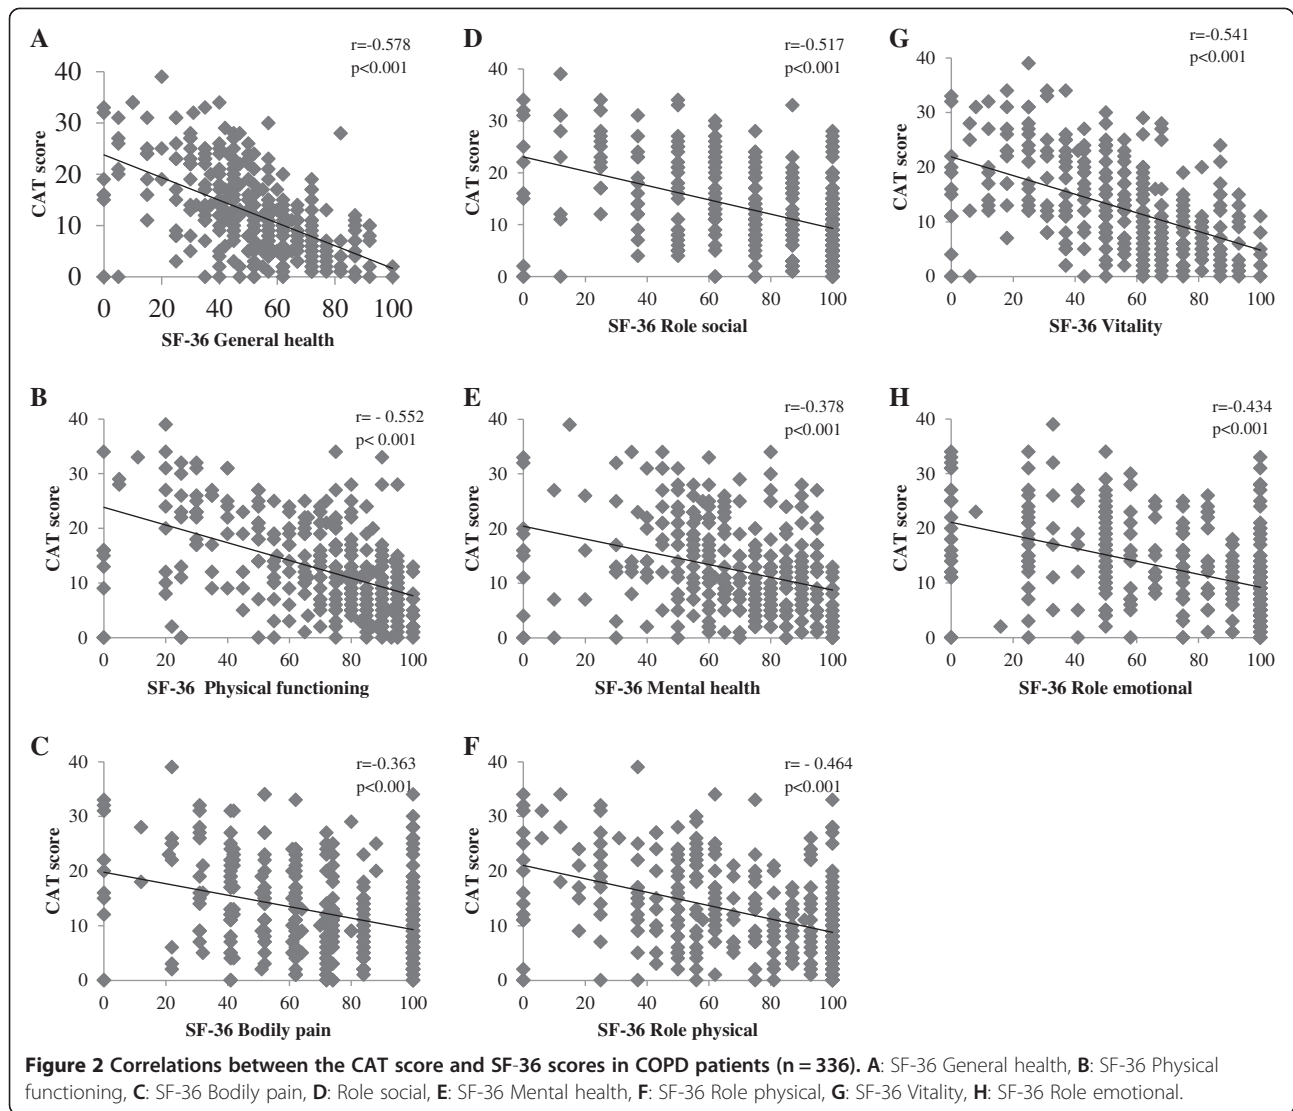 A
r=-0.578
p<0.001
40
30
20
10
0
CAT score
0 20 40 60 80 100
SF-36 General health
D
r=-0.517
p<0.001
40
30
20
10
0
CAT score
0 20 40 60 80 100
SF-36 Role social
G
r=-0.541
p<0.001
40
30
20
10
0
CAT score
0 20 40 60 80 100
SF-36 Vitality
B
r= - 0.552
p< 0.001
40
30
20
10
0
CAT score
0 20 40 60 80 100
SF-36 Physical functioning
E
r=-0.378
p<0.001
40
30
20
10
0
CAT score
0 20 40 60 80 100
SF-36 Mental health
H
r=-0.434
p<0.001
40
30
20
10
0
CAT score
0 20 40 60 80 100
SF-36 Role emotional
C
r=-0.363
p<0.001
40
30
20
10
0
CAT score
0 20 40 60 80 100
SF-36 Bodily pain
F
r= - 0.464
p<0.001
40
30
20
10
0
CAT score
0 20 40 60 80 100
SF-36 Role physical
Figure 2 Correlations between the CAT score and SF-36 scores in COPD patients (n = 336). A: SF-36 General health, B: SF-36 Physical
functioning, C: SF-36 Bodily pain, D: Role social, E: SF-36 Mental health, F: SF-36 Role physical, G: SF-36 Vitality, H: SF-36 Role emotional.